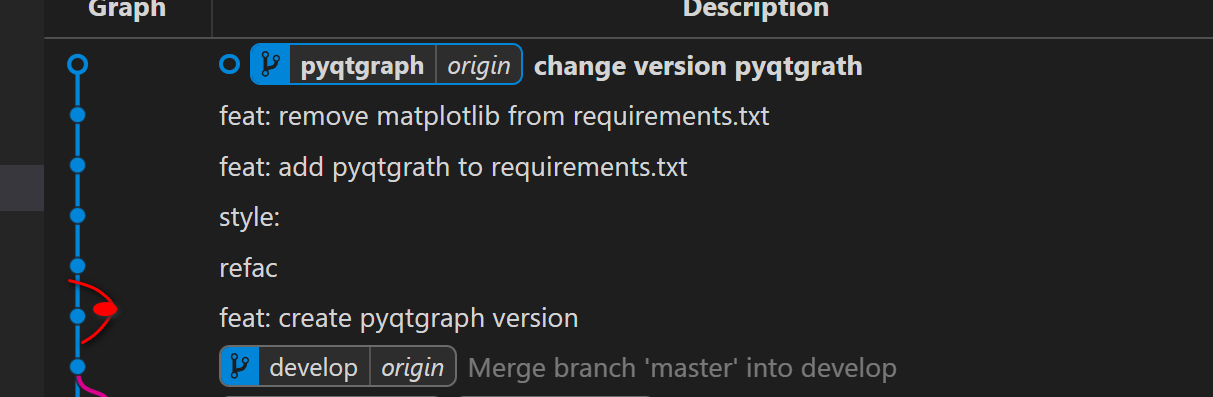 Graph Description
pyqtgraph origin change version pyqtgrath
feat: remove matplotlib from requirements.txt
feat: add pyqtgrath to requirements.txt
style:
refac
feat: create pyqtgraph version
develop origin Merge branch 'master' into develop